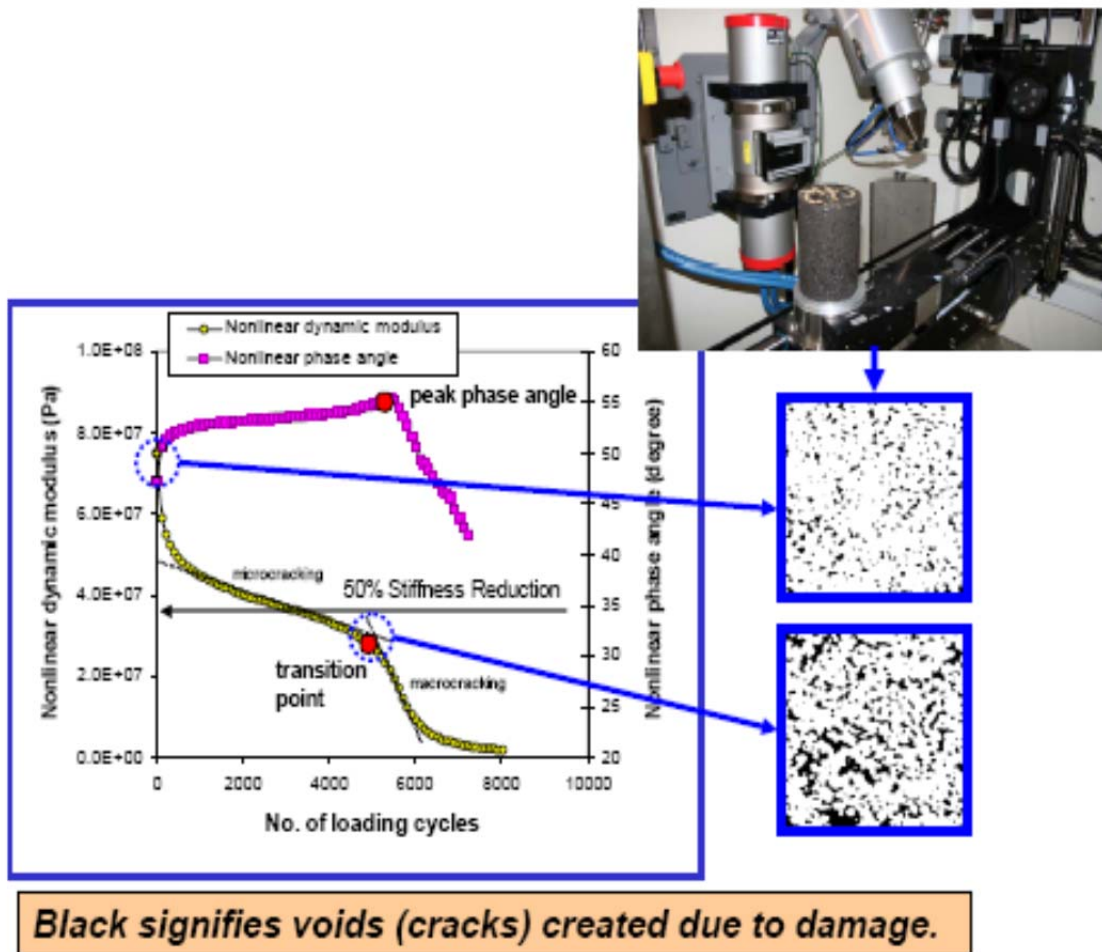 Nonlinear dynamic modulus
Nonlinear phase angle
1.0E+08
8.0E+07
6.0E+07
4.0E+07
2.0E+07
0.0E+00
Nonlinear dynamic modulus (Pa)
60
55
50
45
40
35
30
25
20
Nonlinear phase angle (degree)
peak phase angle
microcracking
50% Stiffness Reduction
transition
point
macrocracking
0
2000
4000
6000
8000
10000
No. of loading cycles
Black signifies voids (cracks) created due to damage.